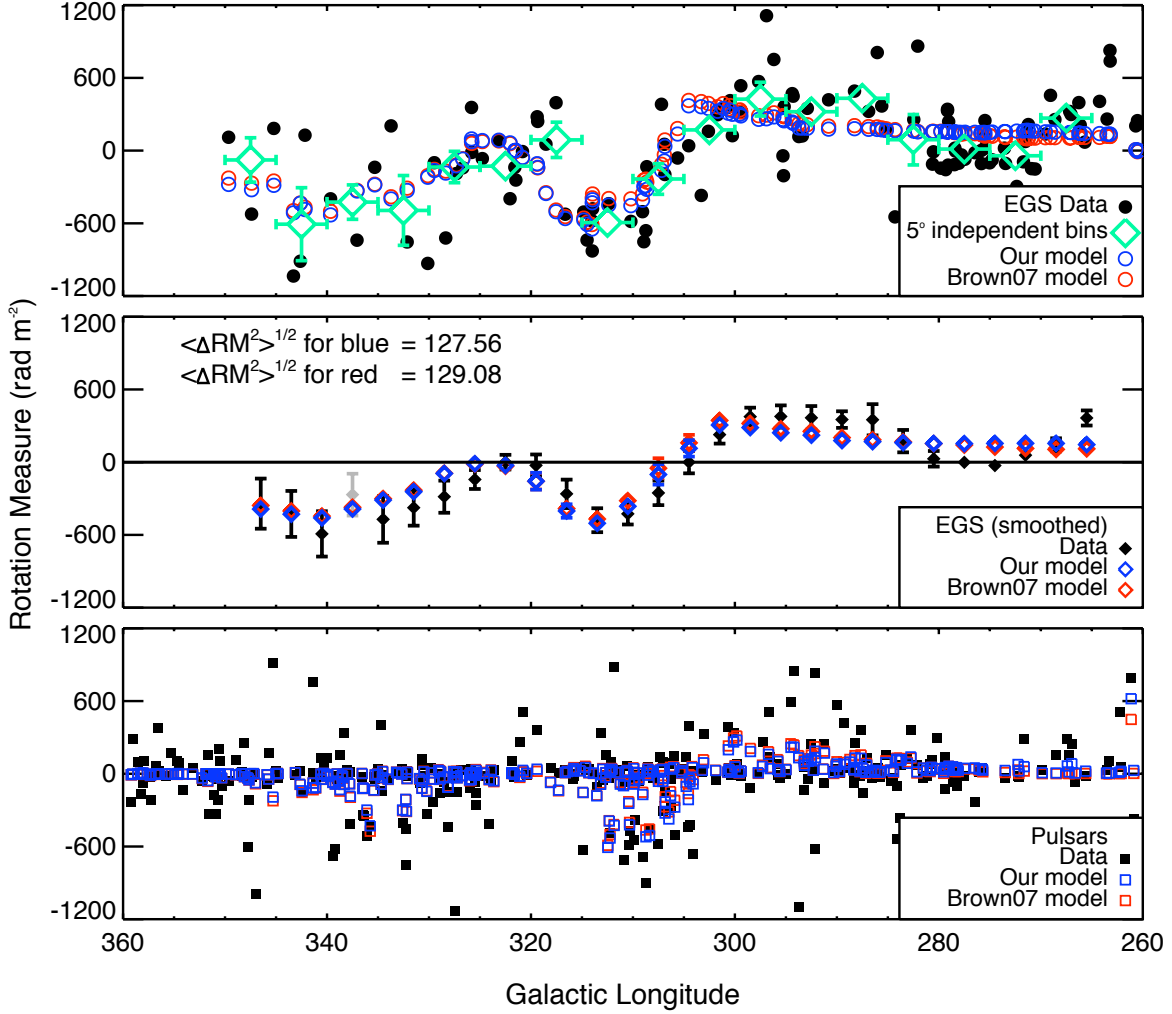 1200
600
0
-600
-1200
EGS Data
5° independent bins
Our model
Brown07 model
1200
600
0
-600
-1200
<ΔRM²>^1/2 for blue = 127.56
<ΔRM²>^1/2 for red = 129.08
EGS (smoothed)
Data
Our model
Brown07 model
Rotation Measure (rad m⁻²)
1200
600
0
-600
-1200
Pulsars
Data
Our model
Brown07 model
360 340 320 300 280 260
Galactic Longitude